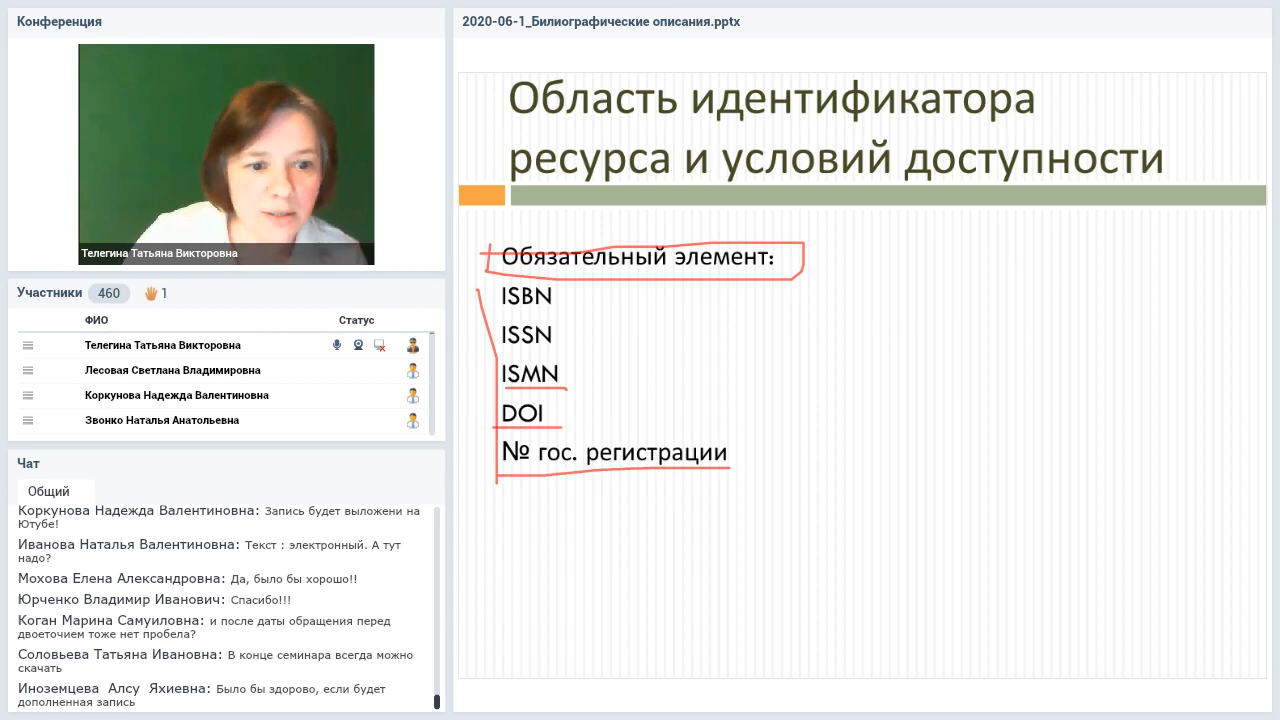 Конференция
Телегина Татьяна Викторовна
Участники 460 1
ФИО Статус
Телегина Татьяна Викторовна
Лесовая Светлана Владимировна
Коркунова Надежда Валентиновна
Звонко Наталья Анатольевна
Чат
Общий
Коркунова Надежда Валентиновна: Запись будет выложени на
Ютубе!
Иванова Наталья Валентиновна: Текст : электронный. А тут
надо?
Мохова Елена Александровна: Да, было бы хорошо!!
Юрченко Владимир Иванович: Спасибо!!!
Коган Марина Самуиловна: и после даты обращения перед
двоеточием тоже нет пробела?
Соловьева Татьяна Ивановна: В конце семинара всегда можно
скачать
Иноземцева Алсу Яхиевна: Было бы здорово, если будет
дополненная запись
2020-06-1_Билиографические описания.pptx
Область идентификатора
ресурса и условий доступности
Обязательный элемент:
ISBN
ISSN
ISMN
DOI
№ гос. регистрации